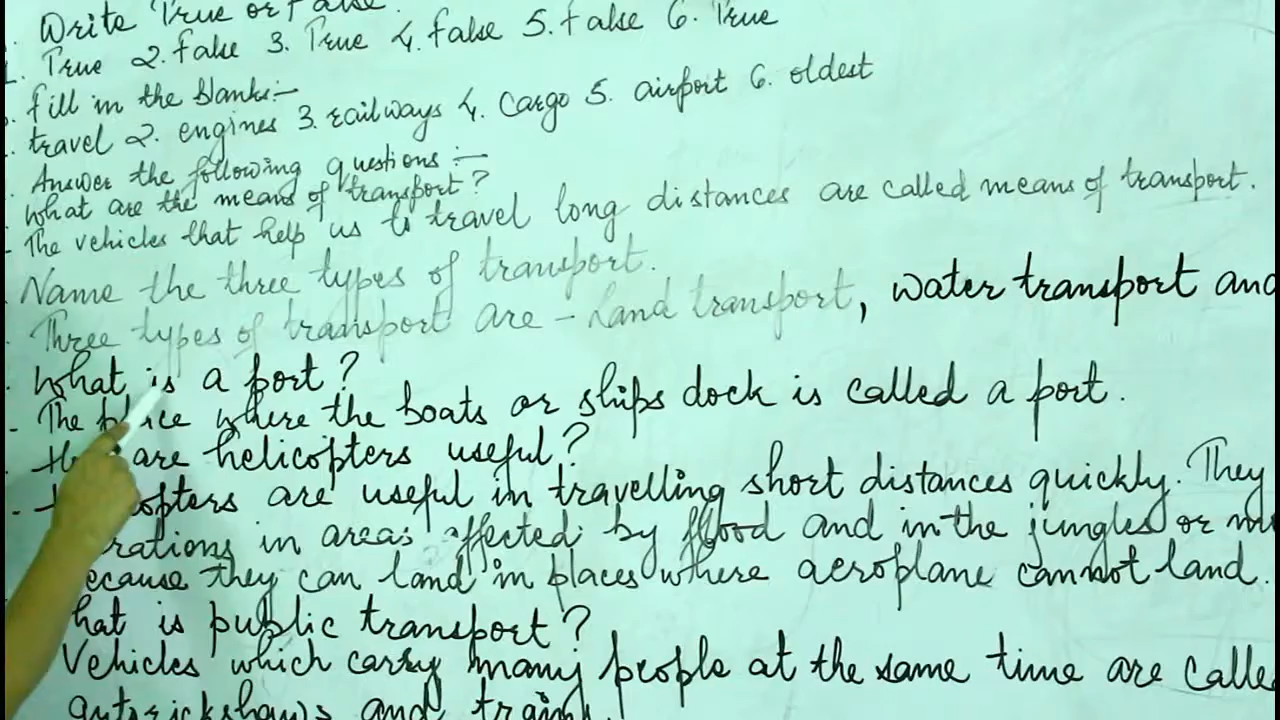 Write True or False.
True 2. False 3. True 4. False 5. False 6. True
Fill in the blanks:-
travel 2. engines 3. railways 4. Cargo 5. airport 6. oldest
Answer the following questions :-
What are the means of transport?
- The vehicles that help us to travel long distances are called means of transport.
Name the three types of transport.
Three types of transport are - Land transport, water transport and
What is a port?
- The place where the boats or ships dock is called a port.
are helicopters useful?
- are useful in travelling short distances quickly. They
in areas affected by flood and in the jungles or
they can land in places where aeroplane cannot land.
is public transport?
Vehicles which carry many people at the same time are
autorickshaws and trains.